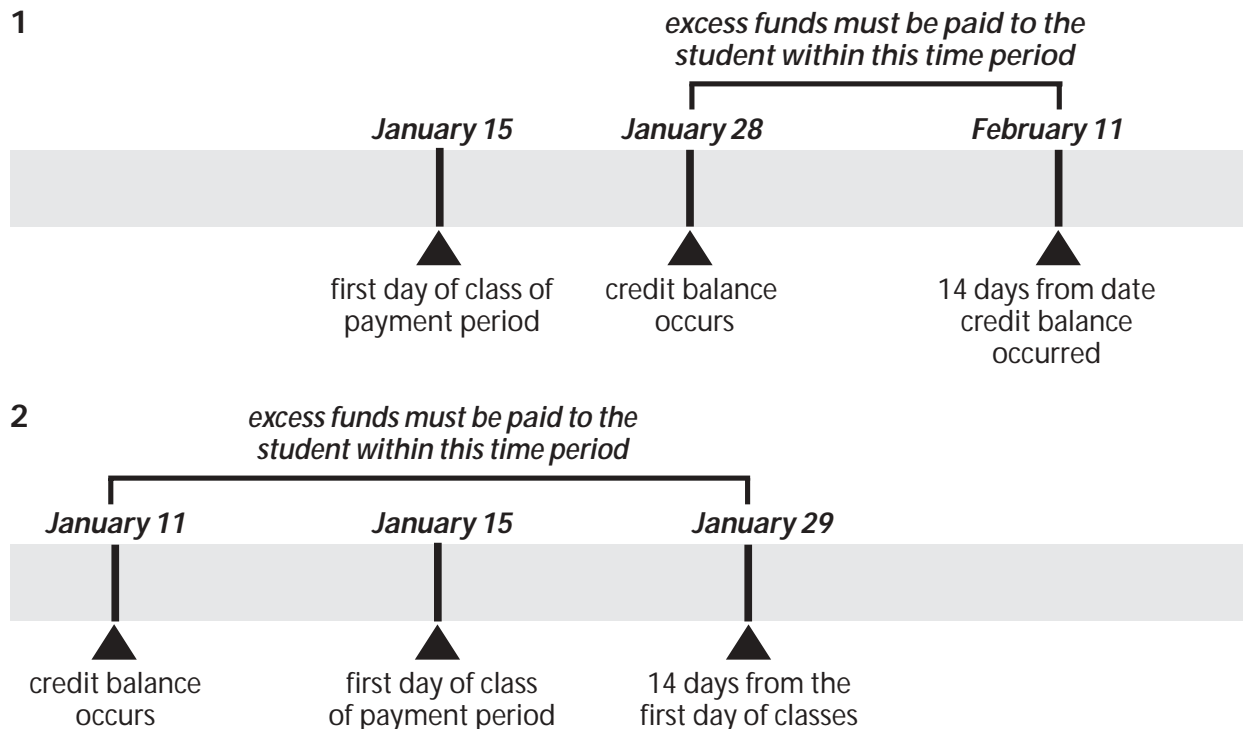 1
excess funds must be paid to the
student within this time period
January 15
January 28
February 11
first day of class of
payment period
credit balance
occurs
14 days from date
credit balance
occurred
2
excess funds must be paid to the
student within this time period
January 11
January 15
January 29
credit balance
occurs
first day of class
of payment period
14 days from the
first day of classes